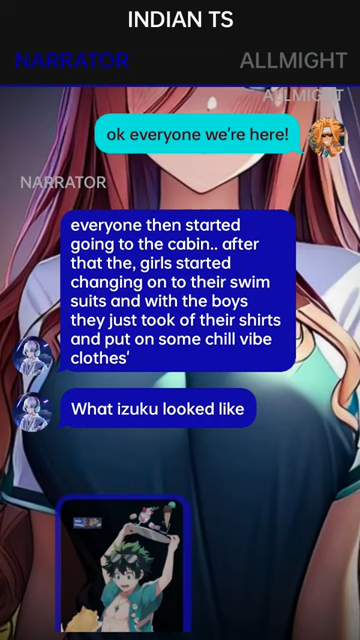 INDIAN TS
NARRATOR ALLMIGHT
ALLMIGHT
ok everyone we're here!
NARRATOR
everyone then started
going to the cabin.. after
that the, girls started
changing on to their swim
suits and with the boys
they just took of their shirts
and put on some chill vibe
clothes'
What izuku looked like